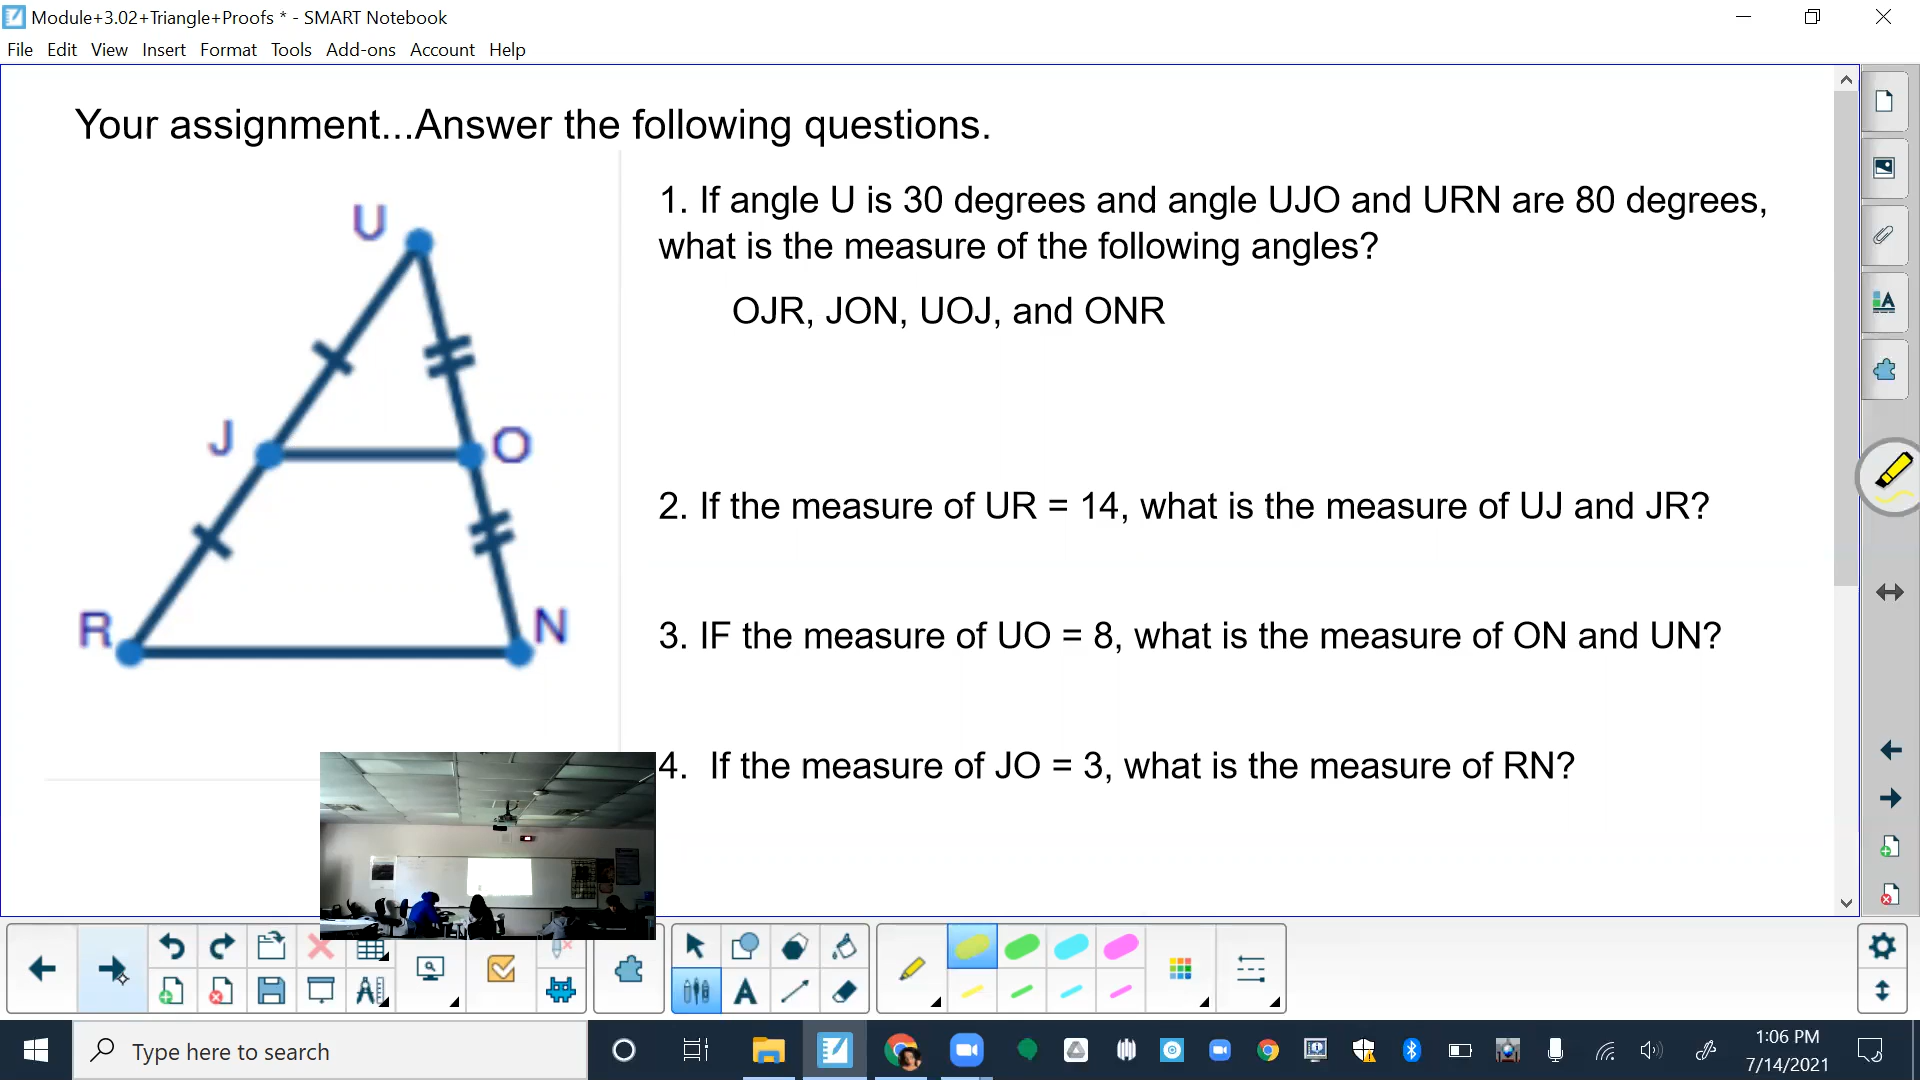 Module+3.02+Triangle+Proofs * - SMART Notebook
File Edit View Insert Format Tools Add-ons Account Help
Your assignment...Answer the following questions.
1. If angle U is 30 degrees and angle UJO and URN are 80 degrees,
what is the measure of the following angles?
OJR, JON, UOJ, and ONR
2. If the measure of UR = 14, what is the measure of UJ and JR?
3. IF the measure of UO = 8, what is the measure of ON and UN?
4. If the measure of JO = 3, what is the measure of RN?
U
J
O
R
N
Type here to search
1:06 PM
7/14/2021